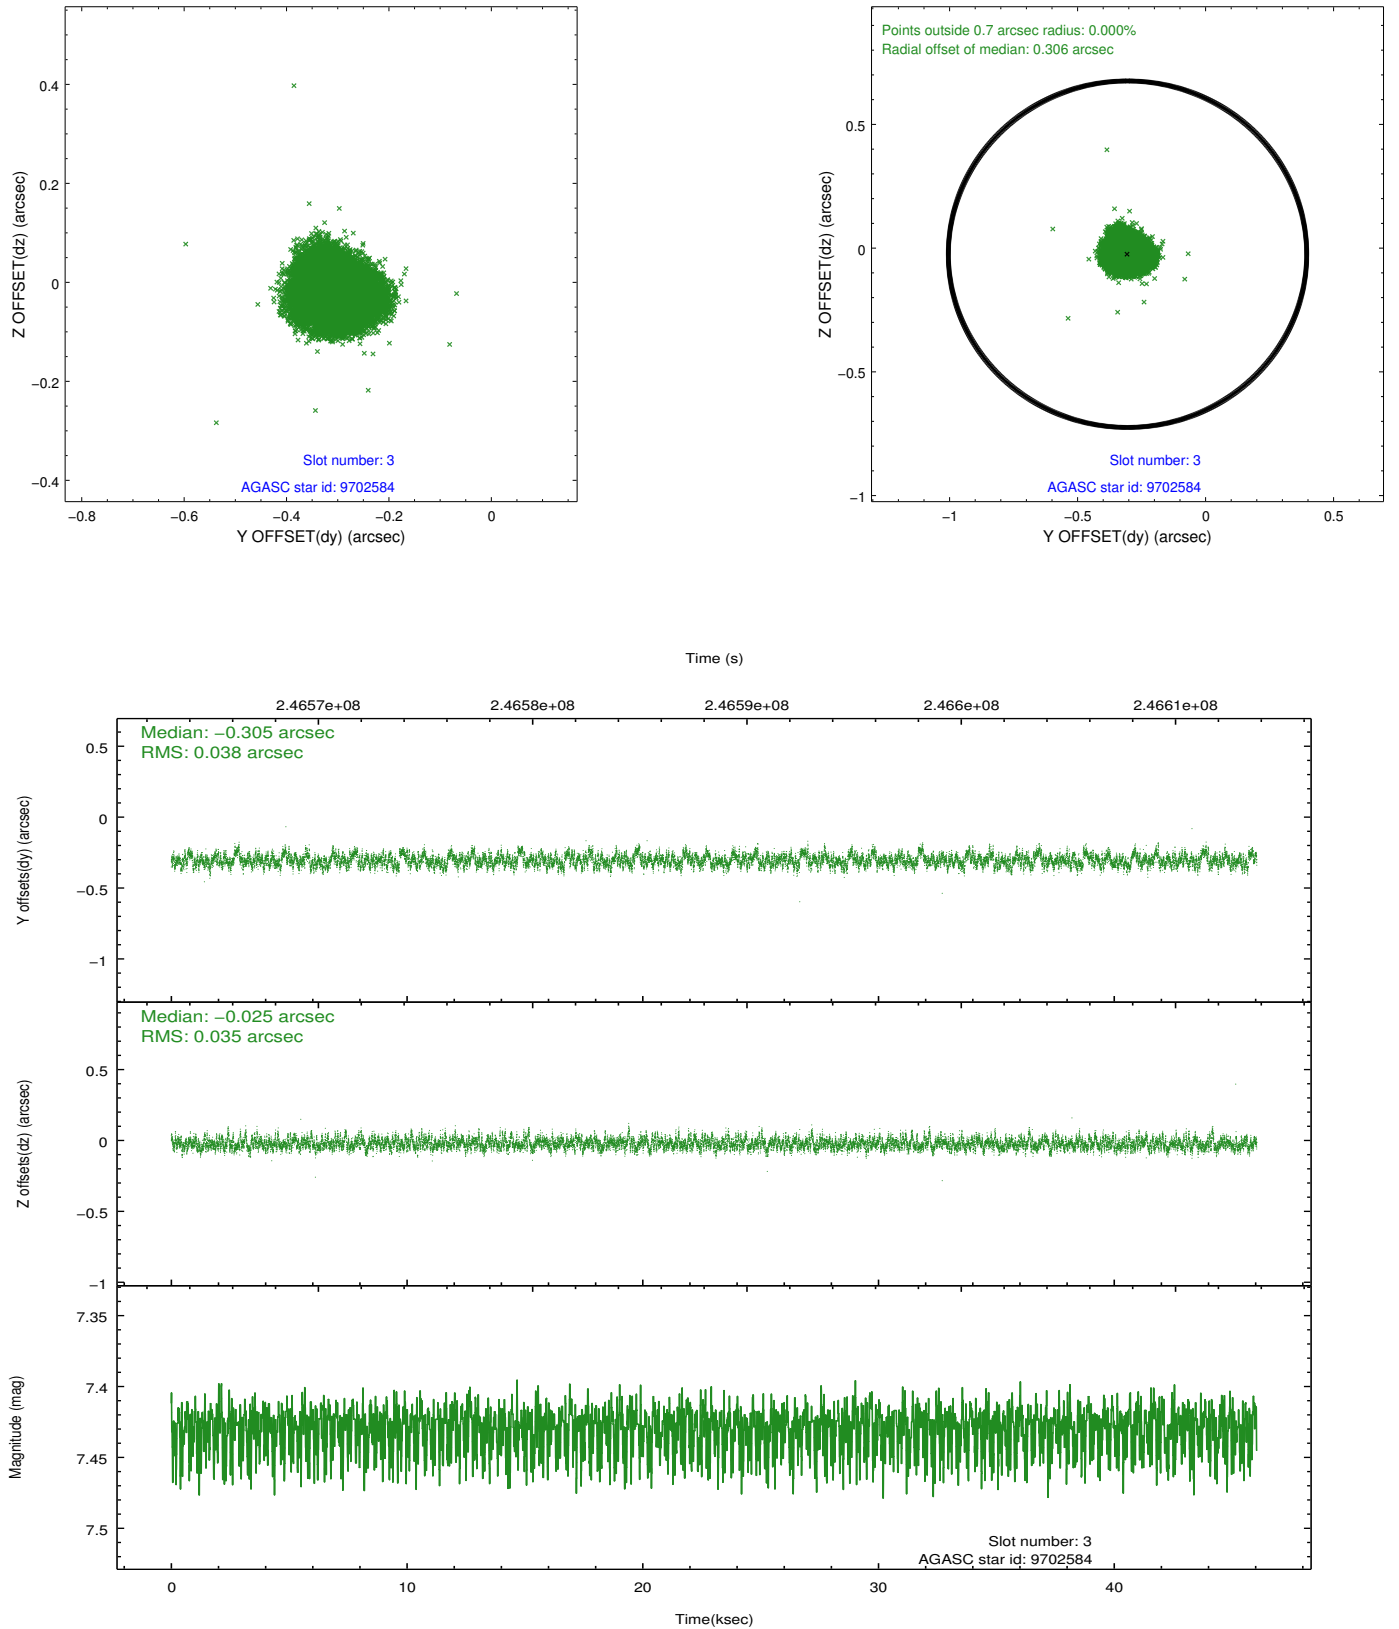 0.4
0.2
0
−0.2
−0.4
Z OFFSET(dz) (arcsec)
−0.8
−0.6
−0.4
−0.2
0
Y OFFSET(dy) (arcsec)
Slot number: 3
AGASC star id: 9702584
Points outside 0.7 arcsec radius: 0.000%
Radial offset of median: 0.306 arcsec
0.5
0
−0.5
−1
Z OFFSET(dz) (arcsec)
Slot number: 3
AGASC star id: 9702584
−1
−0.5
0
0.5
Y OFFSET(dy) (arcsec)
Time (s)
2.4657e+08
2.4658e+08
2.4659e+08
2.466e+08
2.4661e+08
Median: −0.305 arcsec
RMS: 0.038 arcsec
0.5
0
−0.5
−1
Y offsets(dy) (arcsec)
Median: −0.025 arcsec
RMS: 0.035 arcsec
0.5
0
−0.5
−1
Z offsets(dz) (arcsec)
7.35
7.4
7.45
7.5
Magnitude (mag)
Slot number: 3
AGASC star id: 9702584
0
10
20
30
40
Time(ksec)